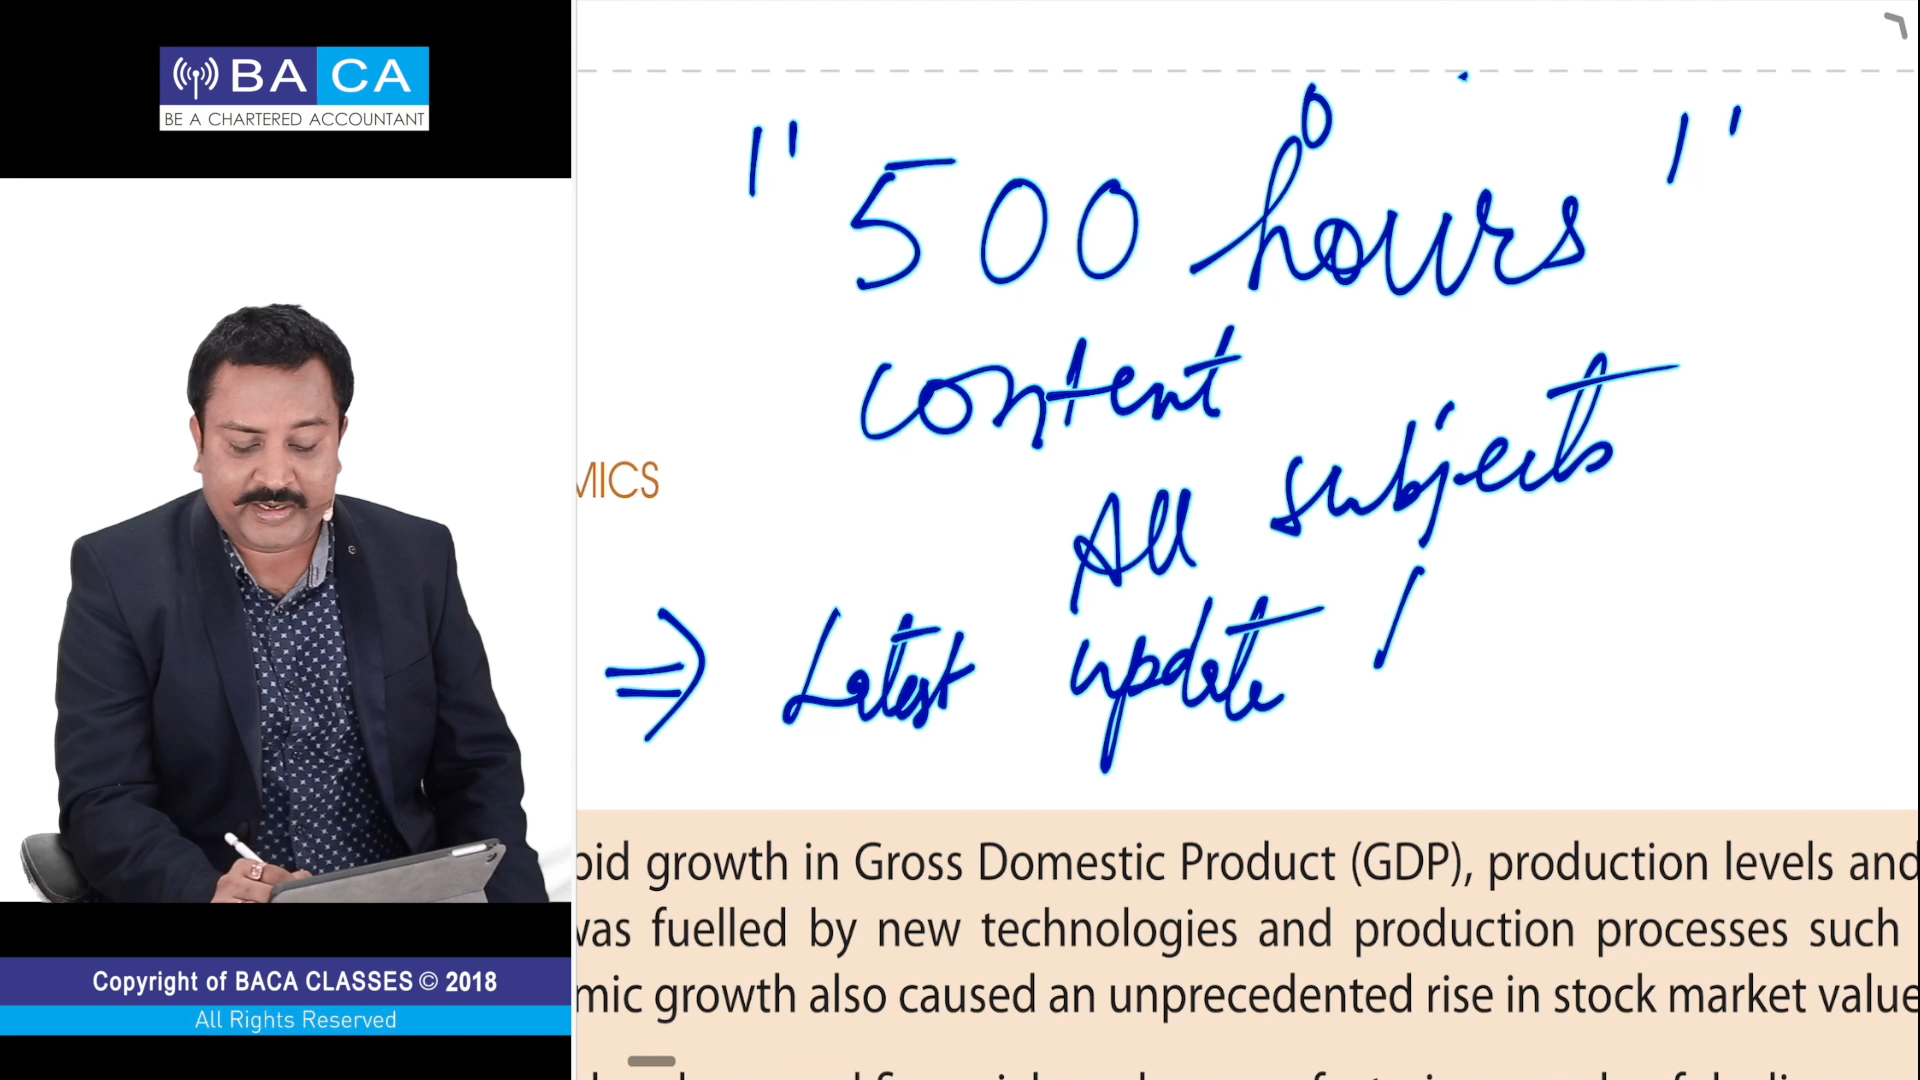 BA CA
BE A CHARTERED ACCOUNTANT
" 500 hours "
content
All subjects
⇒ Latest update !
MICS
pid growth in Gross Domestic Product (GDP), production levels and
was fuelled by new technologies and production processes such
mic growth also caused an unprecedented rise in stock market value
Copyright of BACA CLASSES © 2018
All Rights Reserved